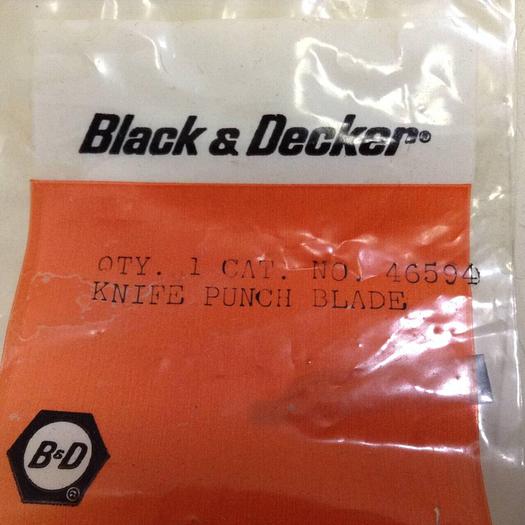 Black & Decker®
QTY. 1 CAT. NO. 46594
KNIFE PUNCH BLADE
B&D
®